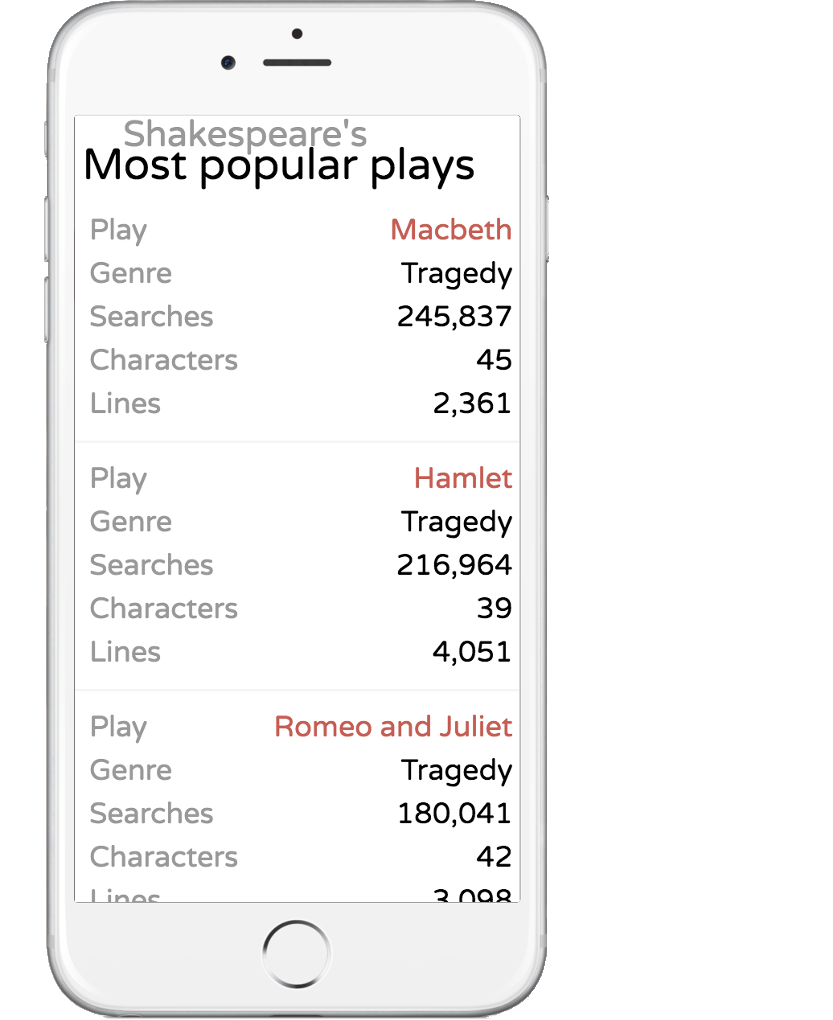 Shakespeare's
Most popular plays
Play Macbeth
Genre Tragedy
Searches 245,837
Characters 45
Lines 2,361
Play Hamlet
Genre Tragedy
Searches 216,964
Characters 39
Lines 4,051
Play Romeo and Juliet
Genre Tragedy
Searches 180,041
Characters 42
Lines 3,098